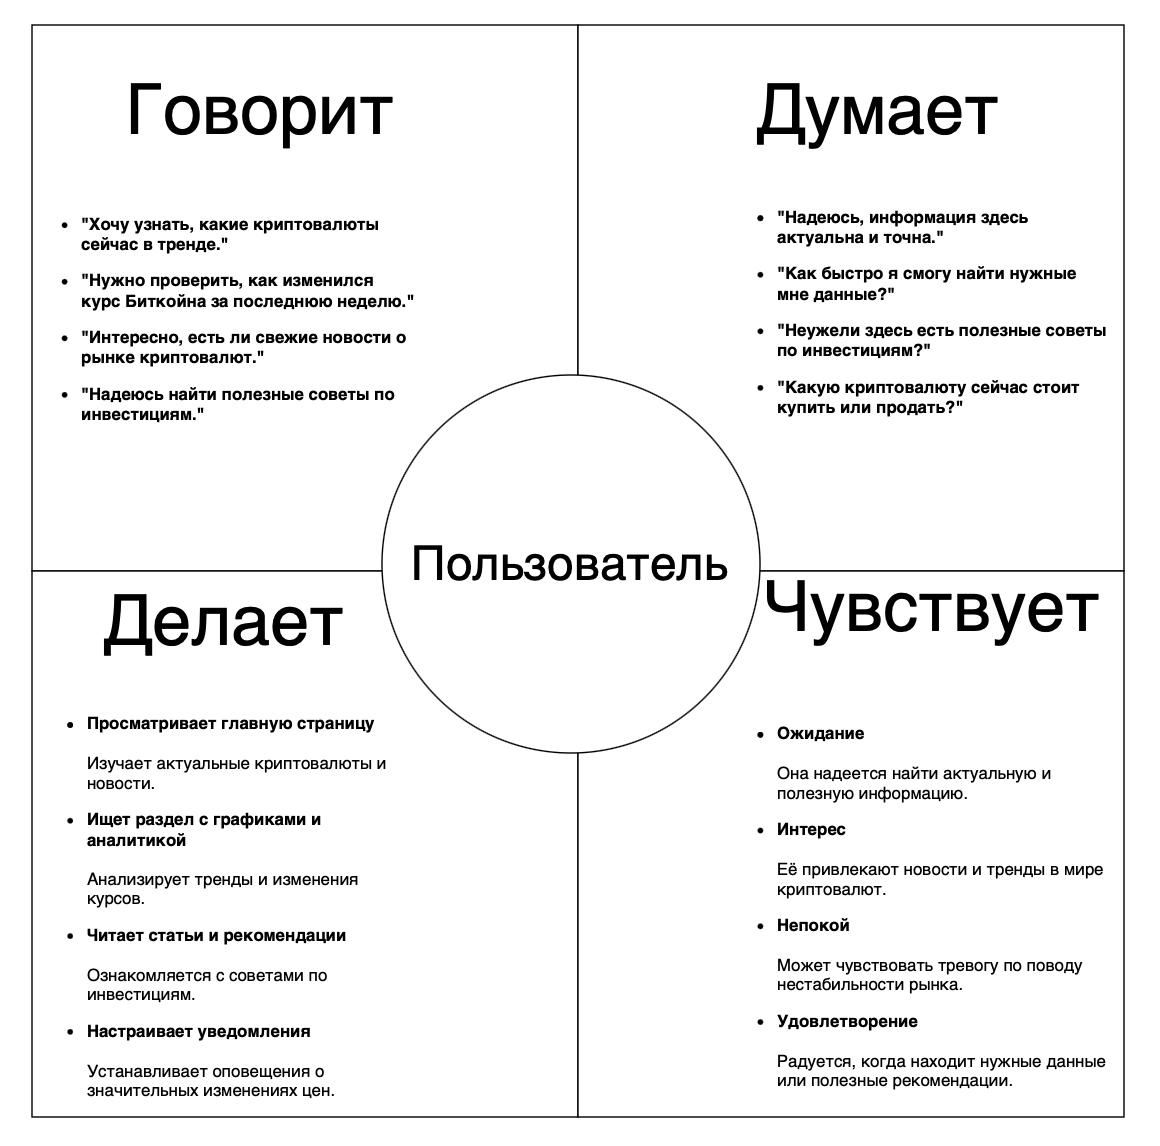 Говорит
• "Хочу узнать, какие криптовалюты
сейчас в тренде."
• "Нужно проверить, как изменился
курс Биткойна за последнюю неделю."
• "Интересно, есть ли свежие новости о
рынке криптовалют."
• "Надеюсь найти полезные советы по
инвестициям."
Думает
• "Надеюсь, информация здесь
актуальна и точна."
• "Как быстро я смогу найти нужные
мне данные?"
• "Неужели здесь есть полезные советы
по инвестициям?"
• "Какую криптовалюту сейчас стоит
купить или продать?"
Пользователь
Делает
• Просматривает главную страницу
Изучает актуальные криптовалюты и
новости.
• Ищет раздел с графиками и
аналитикой
Анализирует тренды и изменения
курсов.
• Читает статьи и рекомендации
Ознакомляется с советами по
инвестициям.
• Настраивает уведомления
Устанавливает оповещения о
значительных изменениях цен.
Чувствует
• Ожидание
Она надеется найти актуальную и
полезную информацию.
• Интерес
Её привлекают новости и тренды в мире
криптовалют.
• Непокой
Может чувствовать тревогу по поводу
нестабильности рынка.
• Удовлетворение
Радуется, когда находит нужные данные
или полезные рекомендации.